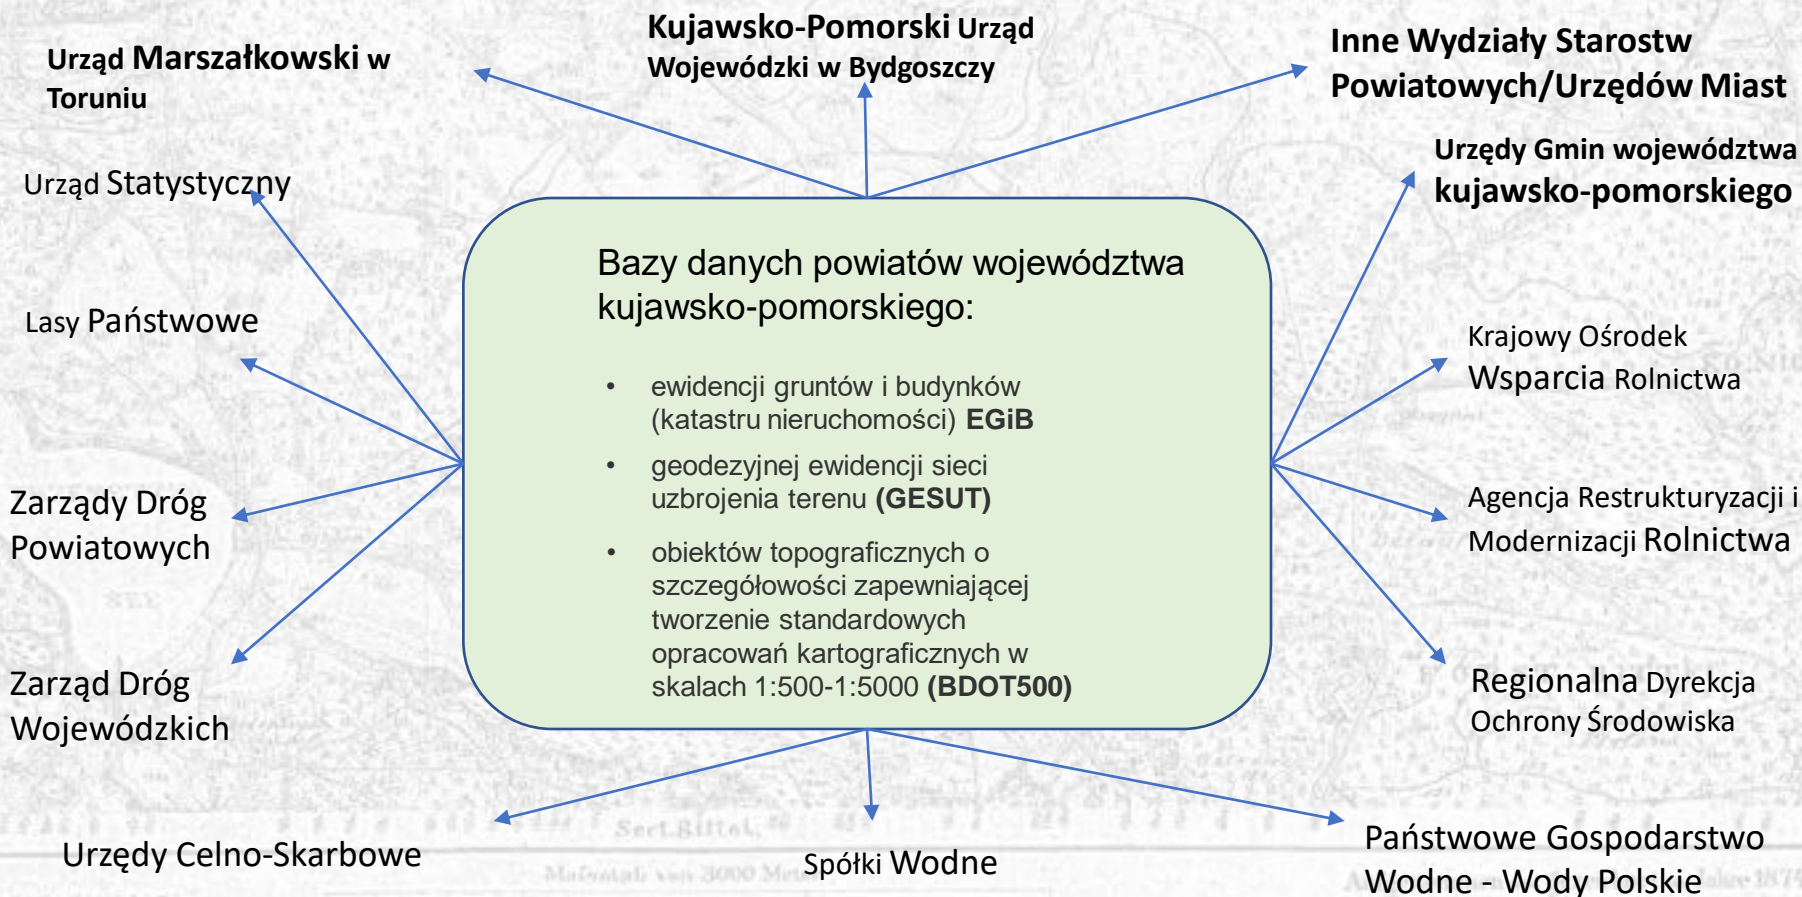 Urząd Marszałkowski w
Toruniu
Kujawsko-Pomorski Urząd
Wojewódzki w Bydgoszczy
Inne Wydziały Starostw
Powiatowych/Urzędów Miast
Urząd Statystyczny
Urzędy Gmin województwa
kujawsko-pomorskiego
Lasy Państwowe
Zarządy Dróg
Powiatowych
Zarząd Dróg
Wojewódzkich
Bazy danych powiatów województwa
kujawsko-pomorskiego:
• ewidencji gruntów i budynków
(katastru nieruchomości) EGiB
• geodezyjnej ewidencji sieci
uzbrojenia terenu (GESUT)
• obiektów topograficznych o
szczegółowości zapewniającej
tworzenie standardowych
opracowań kartograficznych w
skalach 1:500-1:5000 (BDOT500)
Krajowy Ośrodek
Wsparcia Rolnictwa
Agencja Restrukturyzacji i
Modernizacji Rolnictwa
Regionalna Dyrekcja
Ochrony Środowiska
Urzędy Celno-Skarbowe
Spółki Wodne
Państwowe Gospodarstwo
Wodne - Wody Polskie